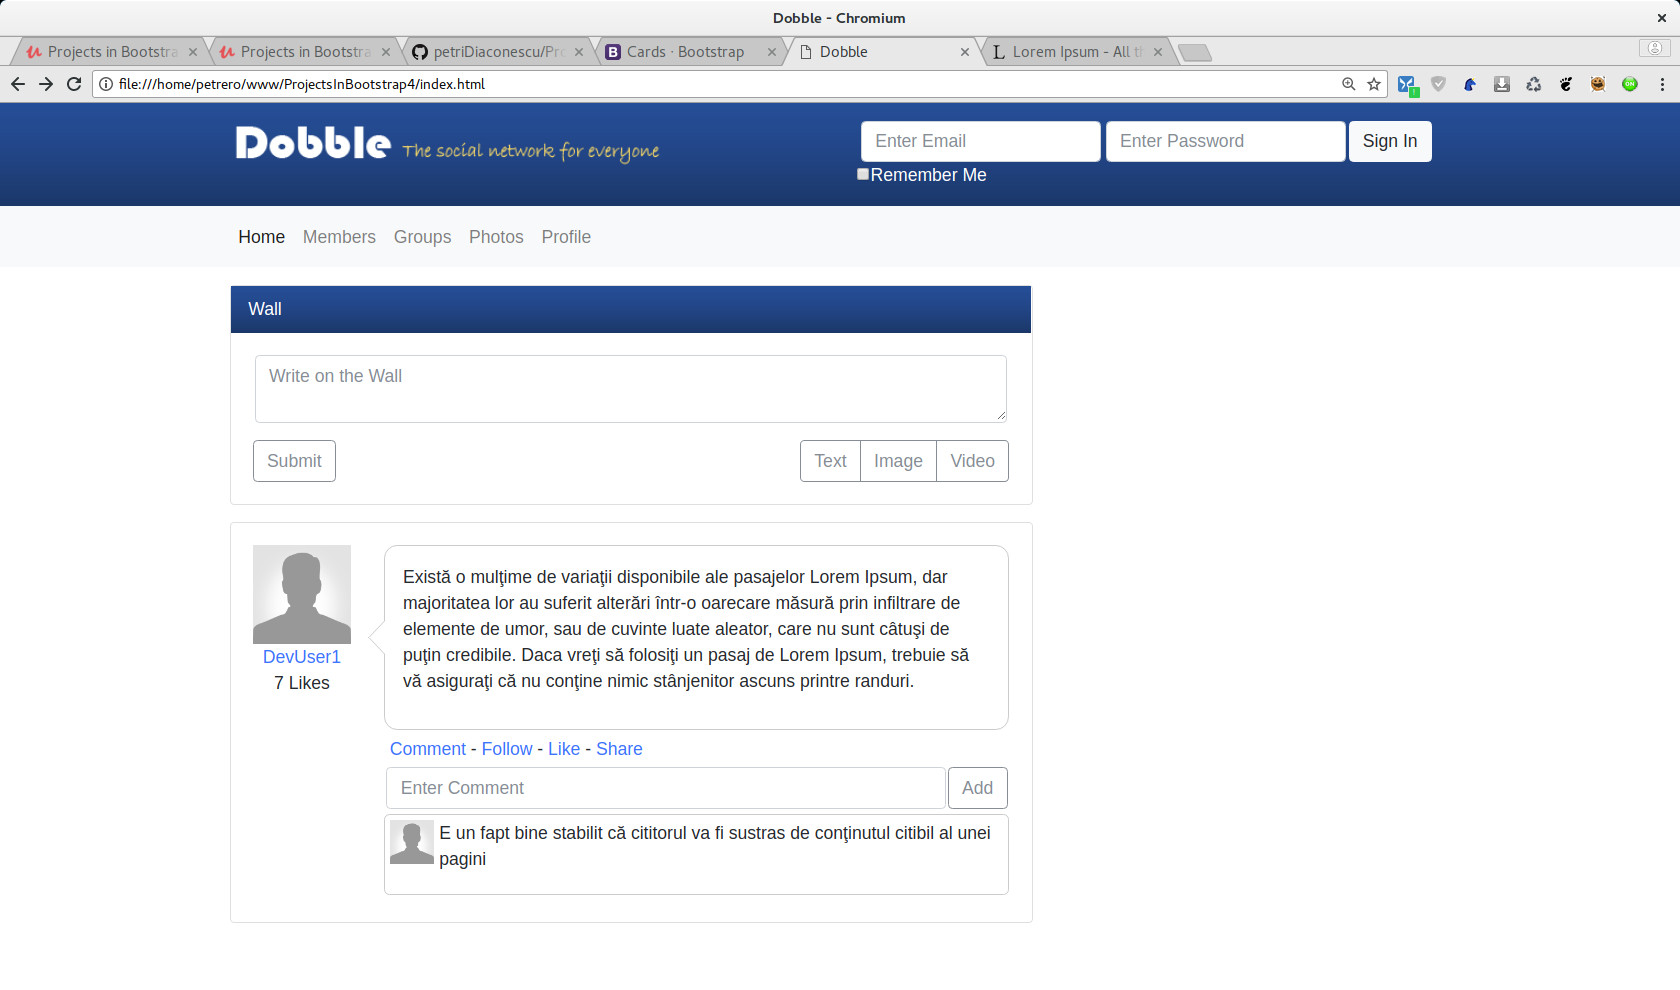 Dobble - Chromium
Projects in Bootstra
Projects in Bootstra
petriDiaconescu/Pro
Cards · Bootstrap
Dobble
Lorem Ipsum - All th
file:///home/petrero/www/ProjectsInBootstrap4/index.html
Dobble The social network for everyone
Enter Email
Enter Password
Sign In
Remember Me
Home Members Groups Photos Profile
Wall
Write on the Wall
Submit
Text Image Video
Există o mulţime de variaţii disponibile ale pasajelor Lorem Ipsum, dar
majoritatea lor au suferit alterări într-o oarecare măsură prin infiltrare de
elemente de umor, sau de cuvinte luate aleator, care nu sunt câtuşi de
puţin credibile. Daca vreţi să folosiţi un pasaj de Lorem Ipsum, trebuie să
vă asiguraţi că nu conţine nimic stânjenitor ascuns printre randuri.
DevUser1
7 Likes
Comment - Follow - Like - Share
Enter Comment
Add
E un fapt bine stabilit că cititorul va fi sustras de conţinutul citibil al unei
pagini